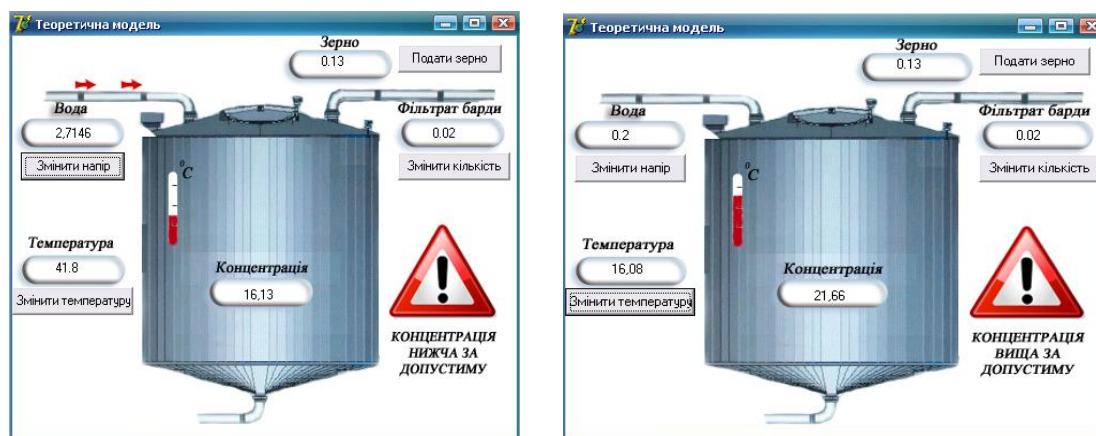 Теоретична модель
Зерно
0.13
Подати зерно
Вода
2,7146
Змінити напір
Фільтрат барди
0.02
Змінити кількість
°C
Температура
41.8
Змінити температуру
Концентрація
16,13
КОНЦЕНТРАЦІЯ
НИЖЧА ЗА
ДОПУСТИМУ
Теоретична модель
Зерно
0.13
Подати зерно
Вода
0.2
Змінити напір
Фільтрат барди
0.02
Змінити кількість
°C
Температура
16,08
Змінити температуру
Концентрація
21,66
КОНЦЕНТРАЦІЯ
ВИЩА ЗА
ДОПУСТИМУ